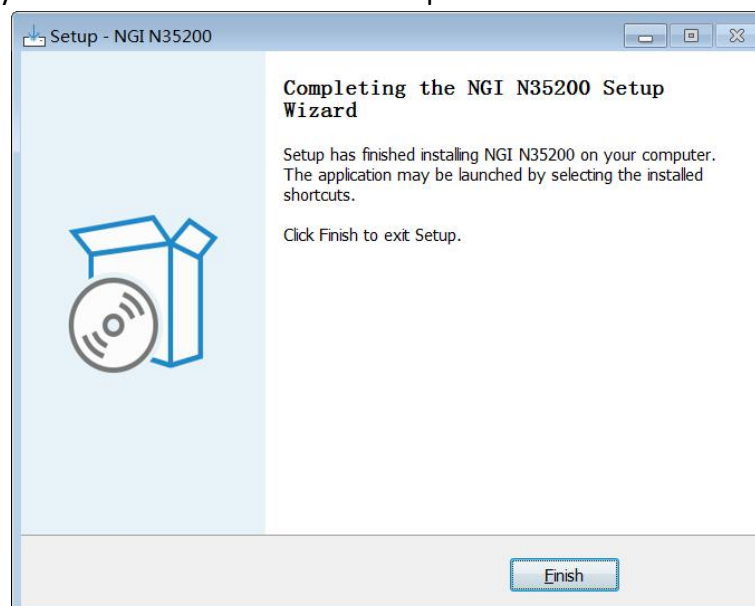 Setup - NGI N35200
Completing the NGI N35200 Setup
Wizard
Setup has finished installing NGI N35200 on your computer.
The application may be launched by selecting the installed
shortcuts.
Click Finish to exit Setup.
Finish